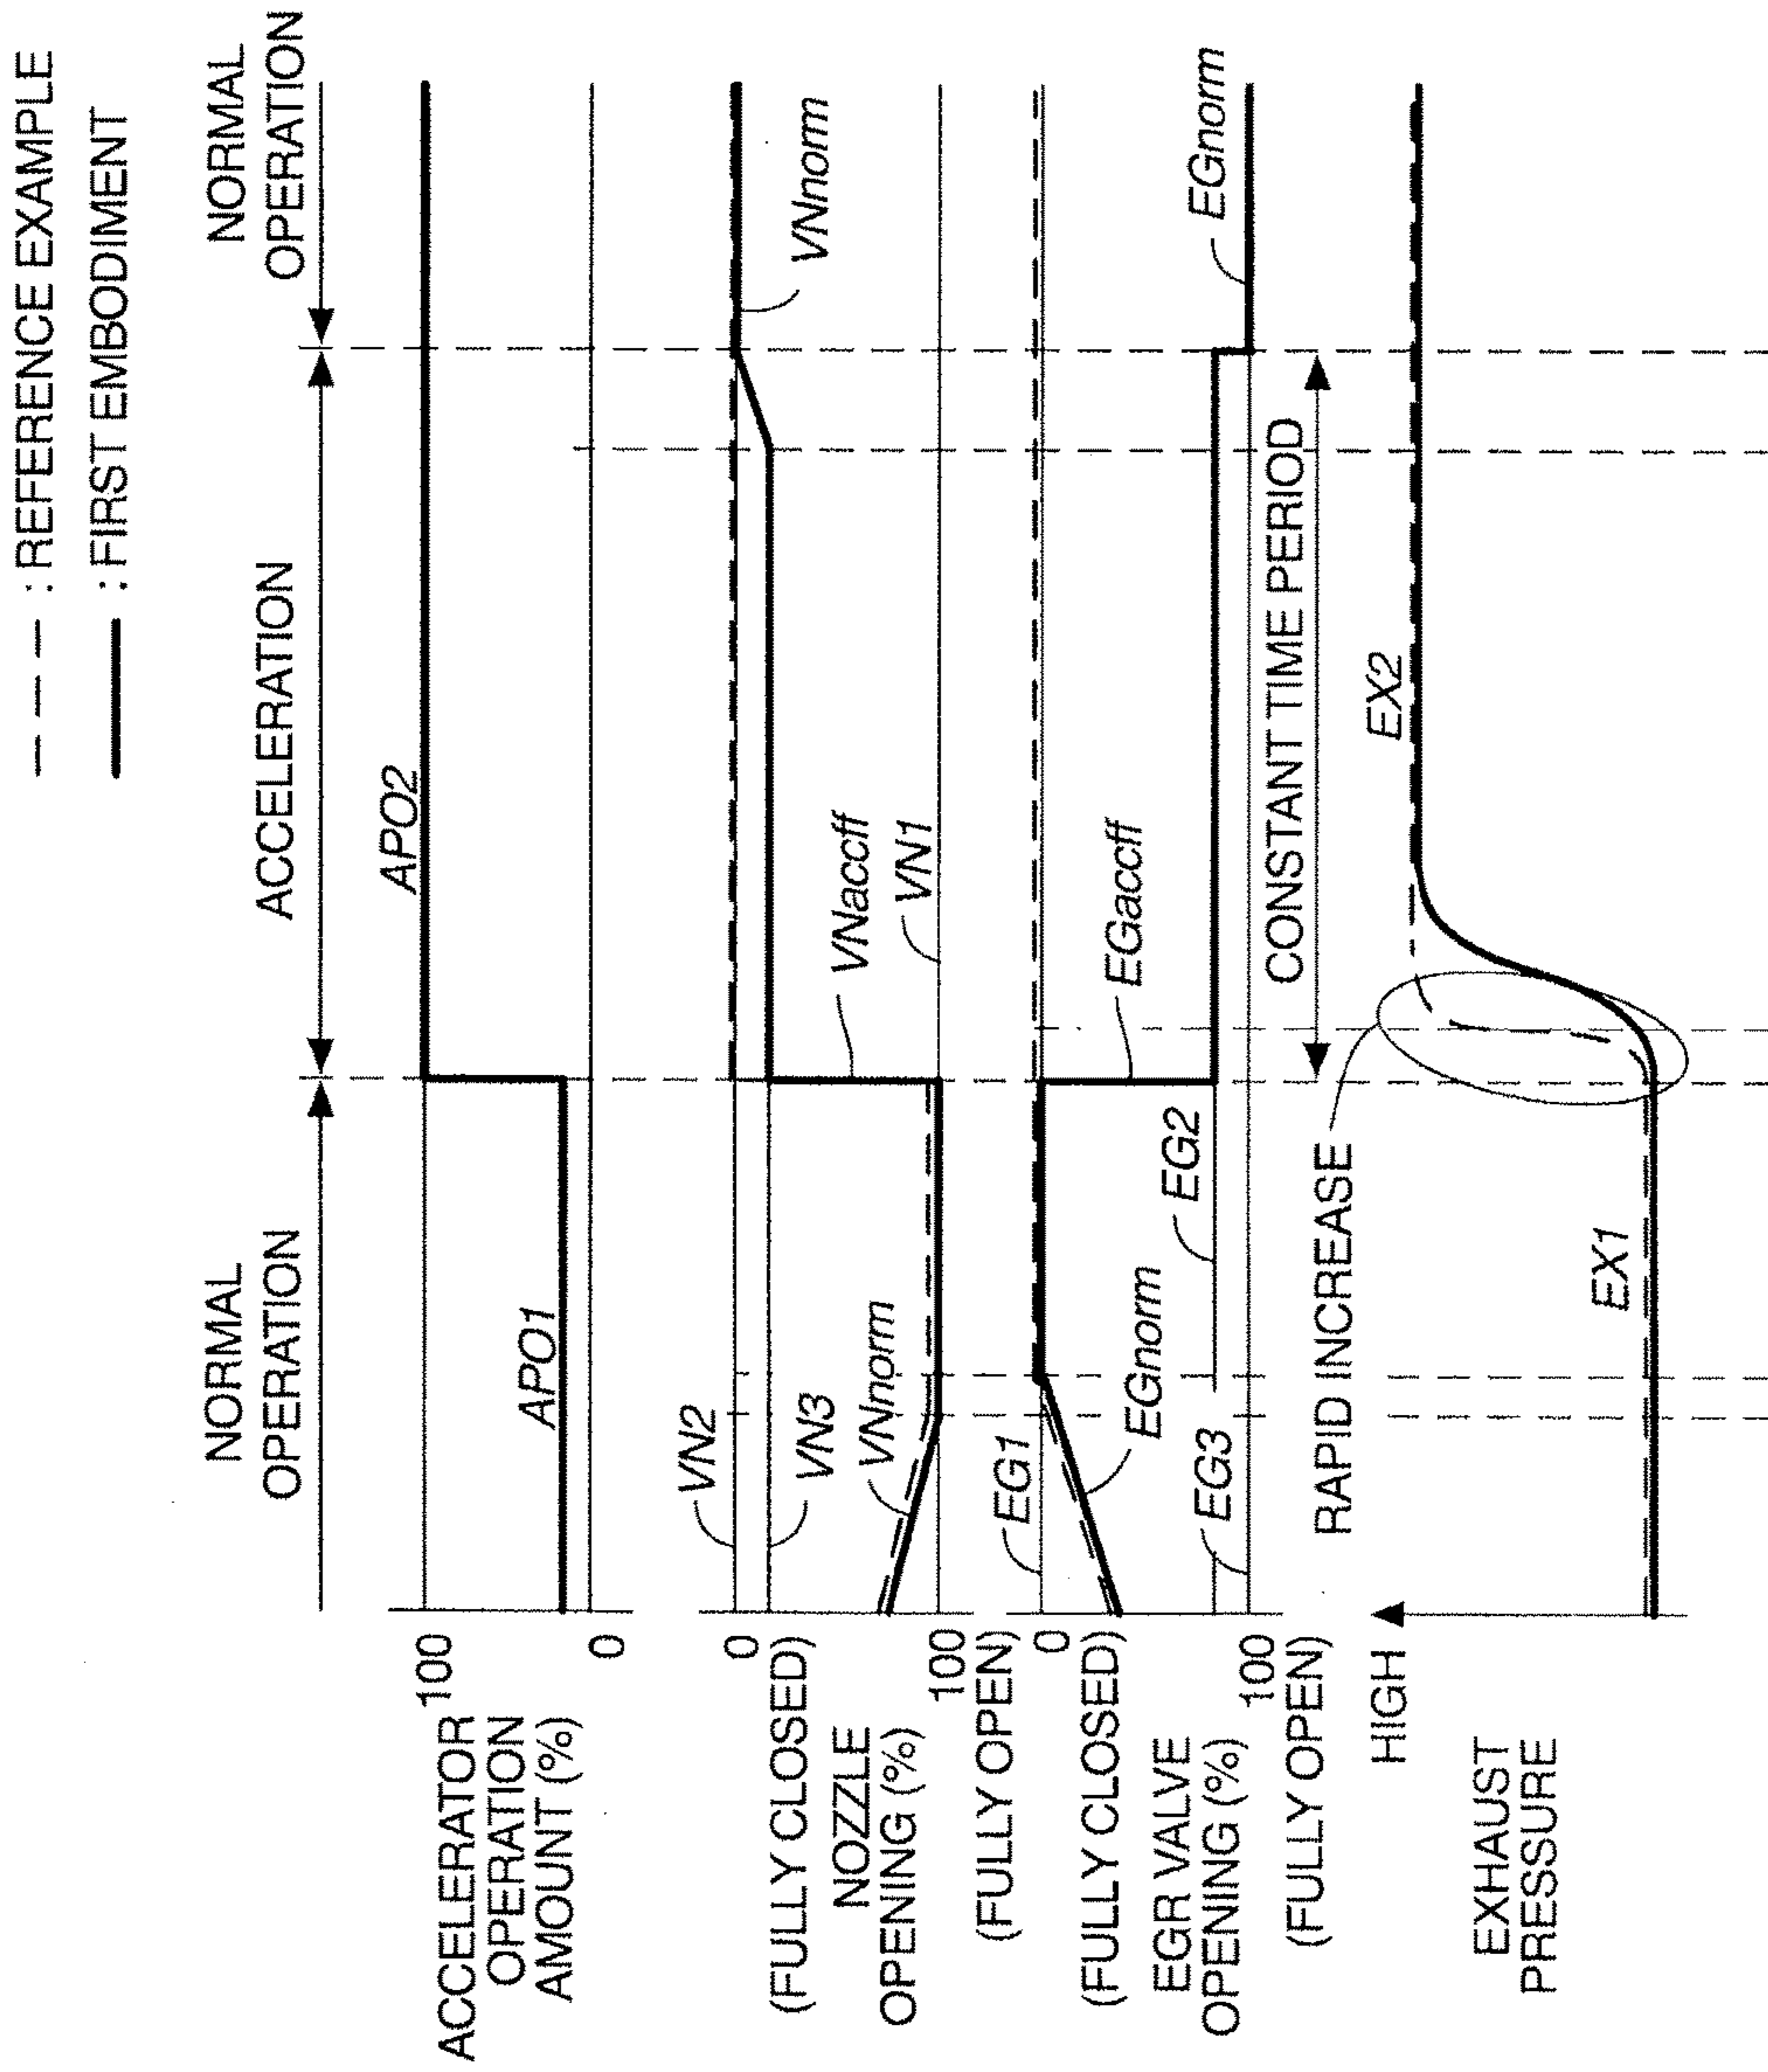 : REFERENCE EXAMPLE
: FIRST EMBODIMENT
NORMAL
OPERATION
ACCELERATION
NORMAL
OPERATION
ACCELERATOR
OPERATION
AMOUNT (%)
100
0
APO1
APO2
0
(FULLY CLOSED)
NOZZLE
OPENING (%)
100
(FULLY OPEN)
VN2
VN3
VNnorm
VNaccff
VN1
VNnorm
0
(FULLY CLOSED)
EGR VALVE
OPENING (%)
100
(FULLY OPEN)
EG1
EGnorm
EG3
EG2
EGaccff
EGnorm
CONSTANT TIME PERIOD
RAPID INCREASE
HIGH
EXHAUST
PRESSURE
EX1
EX2